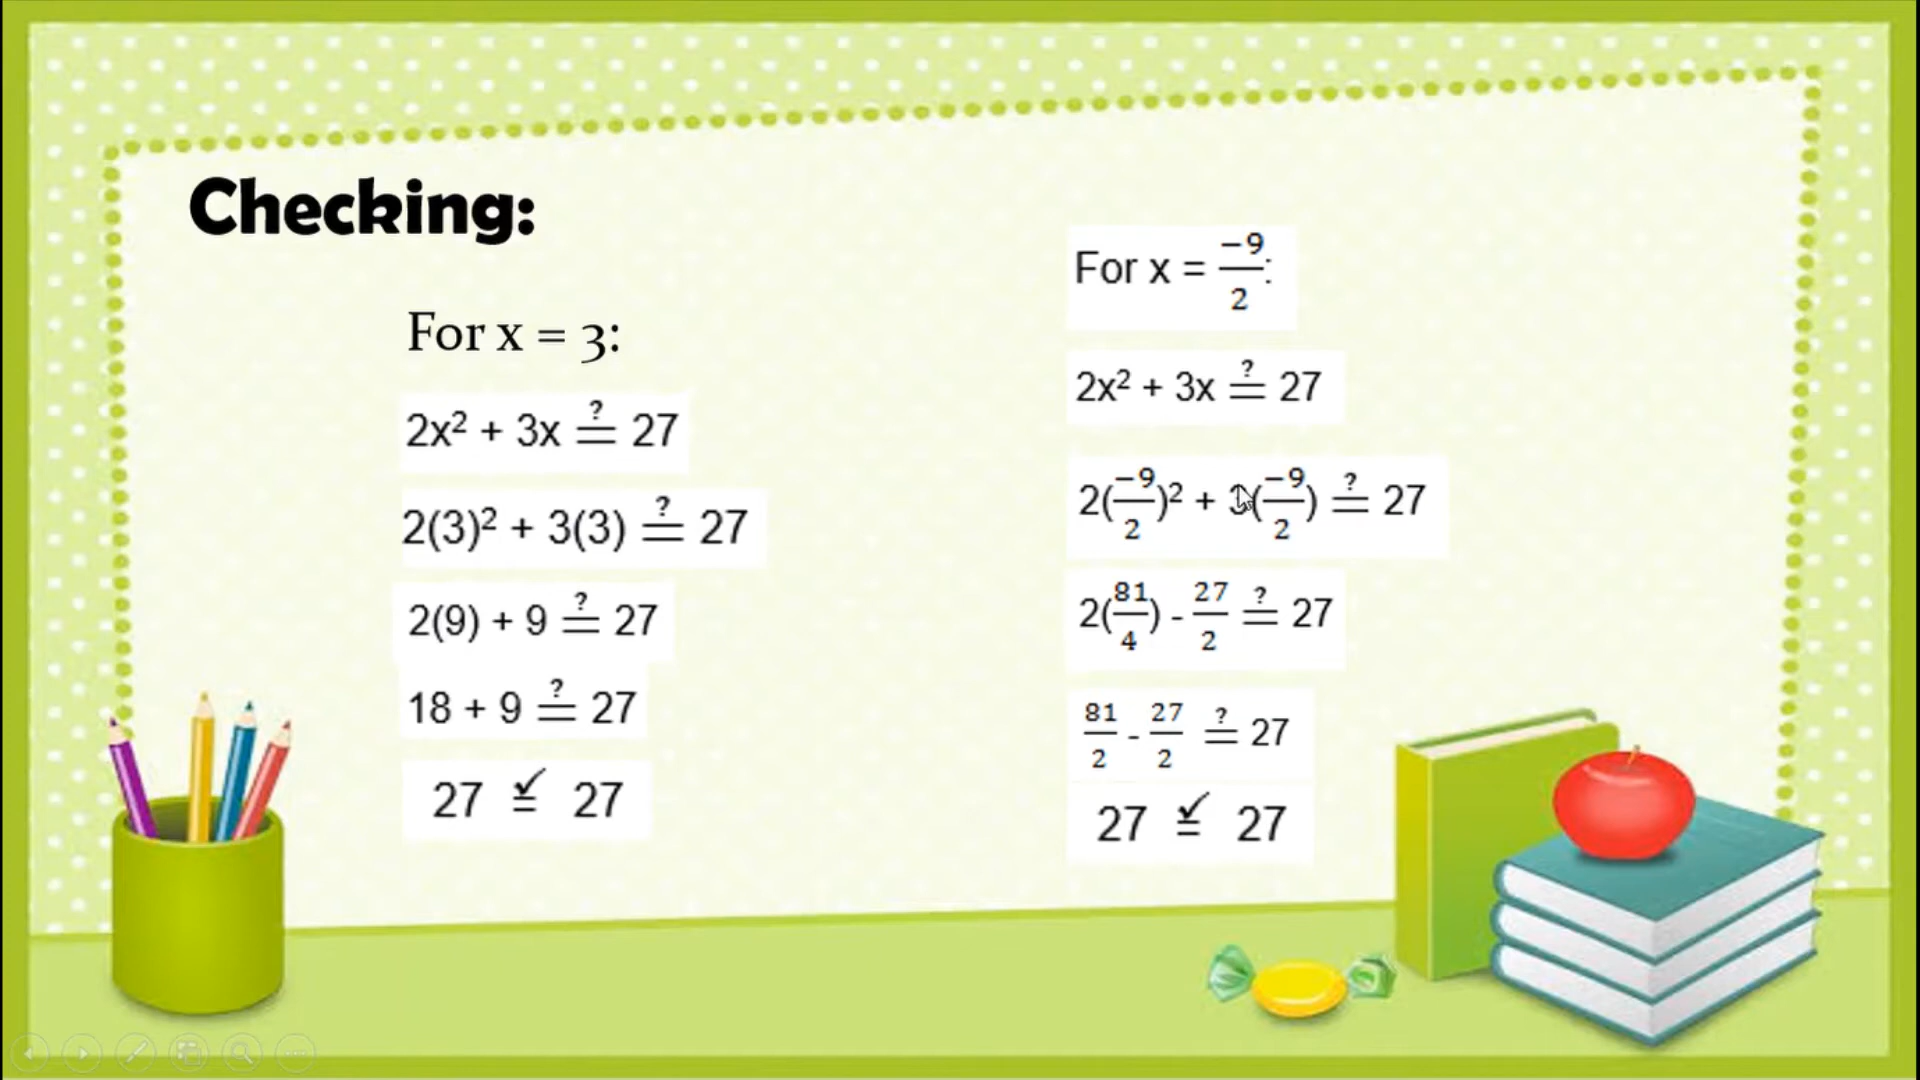 Checking:
For x = 3:
2x² + 3x ≟ 27
2(3)² + 3(3) ≟ 27
2(9) + 9 ≟ 27
18 + 9 ≟ 27
27 =✓ 27
For x = -9/2:
2x² + 3x ≟ 27
2(-9/2)² + 3(-9/2) ≟ 27
2(81/4) - 27/2 ≟ 27
81/2 - 27/2 ≟ 27
27 =✓ 27